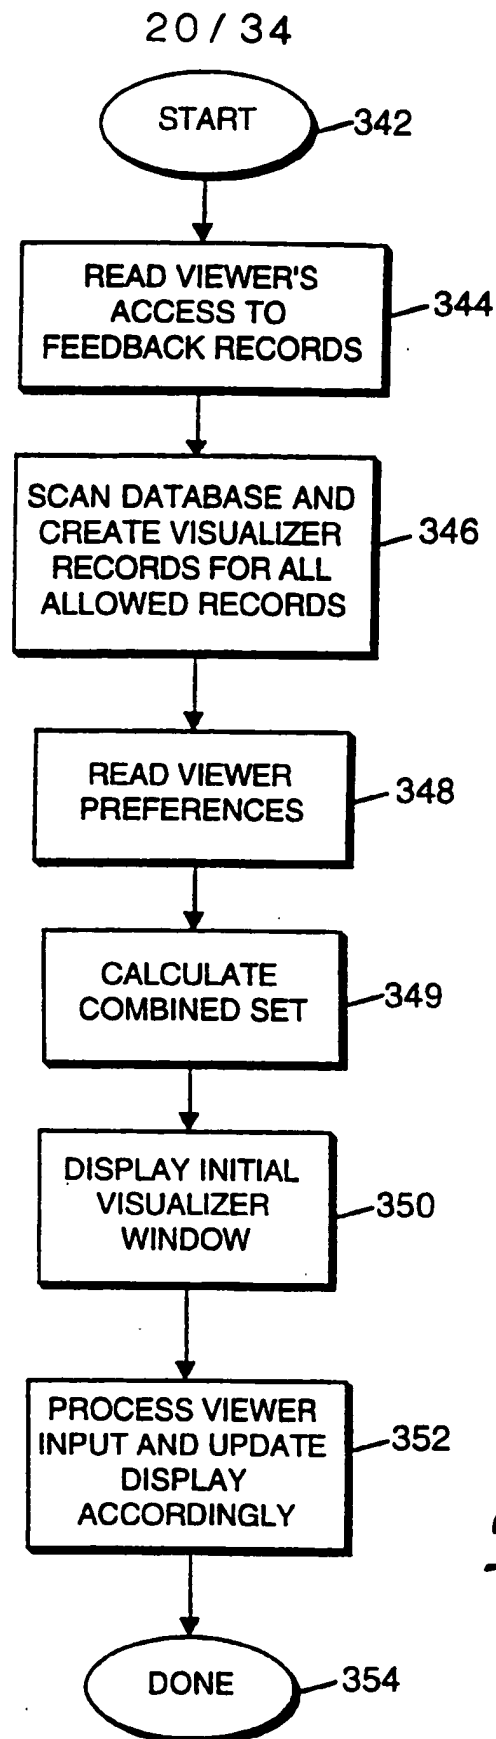 20 / 34
START
342
READ VIEWER'S
ACCESS TO
FEEDBACK RECORDS
344
SCAN DATABASE AND
CREATE VISUALIZER
RECORDS FOR ALL
ALLOWED RECORDS
346
READ VIEWER
PREFERENCES
348
CALCULATE
COMBINED SET
349
DISPLAY INITIAL
VISUALIZER
WINDOW
350
PROCESS VIEWER
INPUT AND UPDATE
DISPLAY
ACCORDINGLY
352
DONE
354